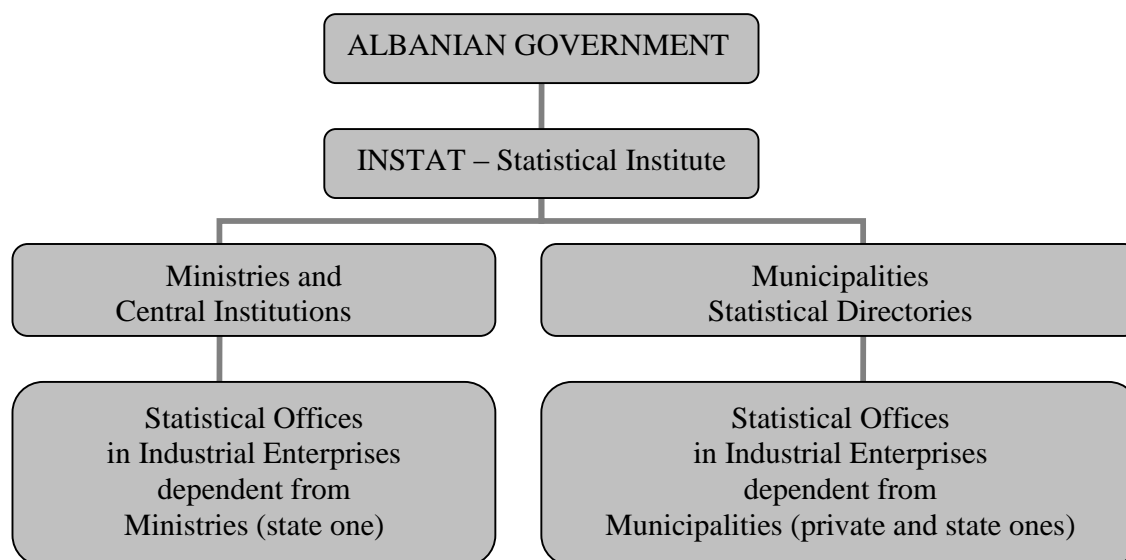 ALBANIAN GOVERNMENT
INSTAT – Statistical Institute
Ministries and
Central Institutions
Municipalities
Statistical Directories
Statistical Offices
in Industrial Enterprises
dependent from
Ministries (state one)
Statistical Offices
in Industrial Enterprises
dependent from
Municipalities (private and state ones)